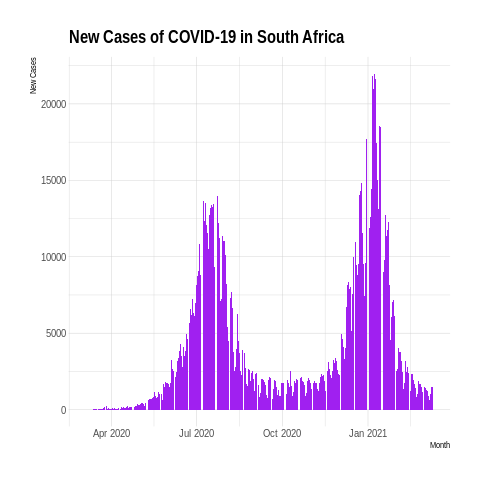 New Cases of COVID-19 in South Africa
New Cases
20000
15000
10000
5000
0
Apr 2020 Jul 2020 Oct 2020 Jan 2021
Month